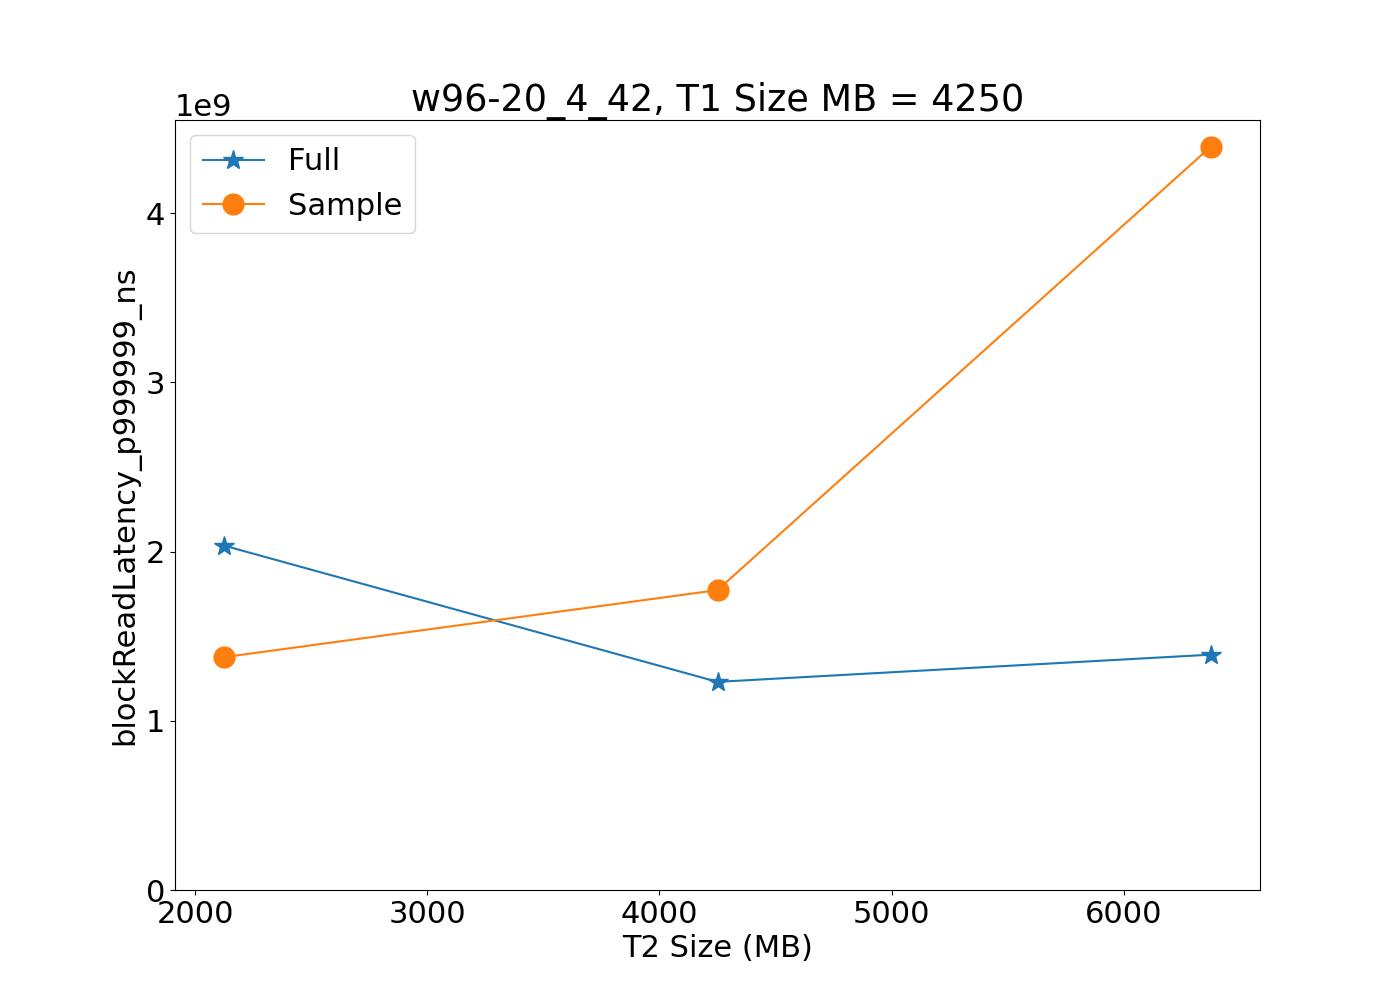 w96-20_4_42, T1 Size MB = 4250
1e9
Full
Sample
4
3
2
1
0
blockReadLatency_p999999_ns
2000 3000 4000 5000 6000
T2 Size (MB)